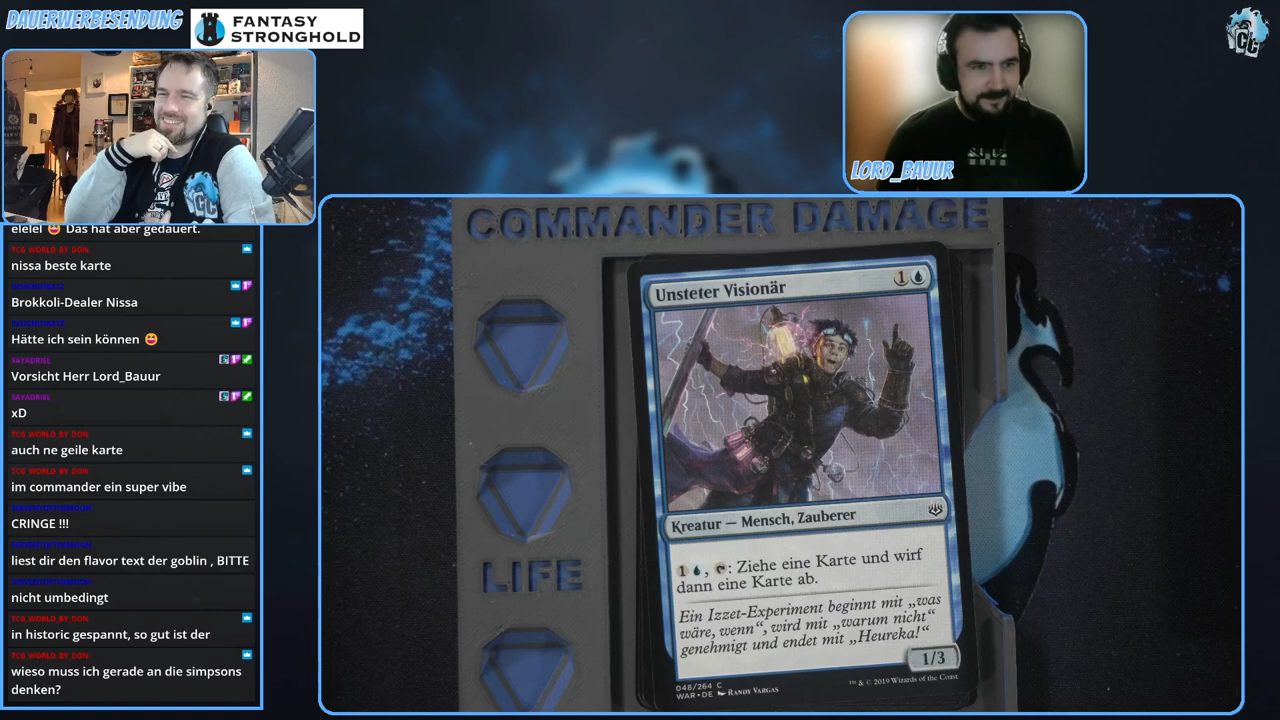 DAUERWERBESENDUNG
FANTASY
STRONGHOLD
LORD_BAUUR
GC
elelel 😄 Das hat aber gedauert.
TCG_WORLD_BY_DON
nissa beste karte
Brokkoli-Dealer Nissa
Hätte ich sein können 😄
SAYADRIEL_
Vorsicht Herr Lord_Bauur
SAYADRIEL_
xD
TCG_WORLD_BY_DON
auch ne geile karte
TCG_WORLD_BY_DON
im commander ein super vibe
CRINGE !!!
liest dir den flavor text der goblin , BITTE
nicht umbedingt
TCG_WORLD_BY_DON
in historic gespannt, so gut ist der
TCG_WORLD_BY_DON
wieso muss ich gerade an die simpsons
denken?
COMMANDER DAMAGE
LIFE
Unsteter Visionär
1
Kreatur — Mensch, Zauberer
1 , : Ziehe eine Karte und wirf
dann eine Karte ab.
Ein Izzet-Experiment beginnt mit „was
wäre, wenn“, wird mit „warum nicht“
genehmigt und endet mit „Heureka!“
1/3
048/264 C
WAR • DE RANDY VARGAS
™ & © 2019 Wizards of the Coast